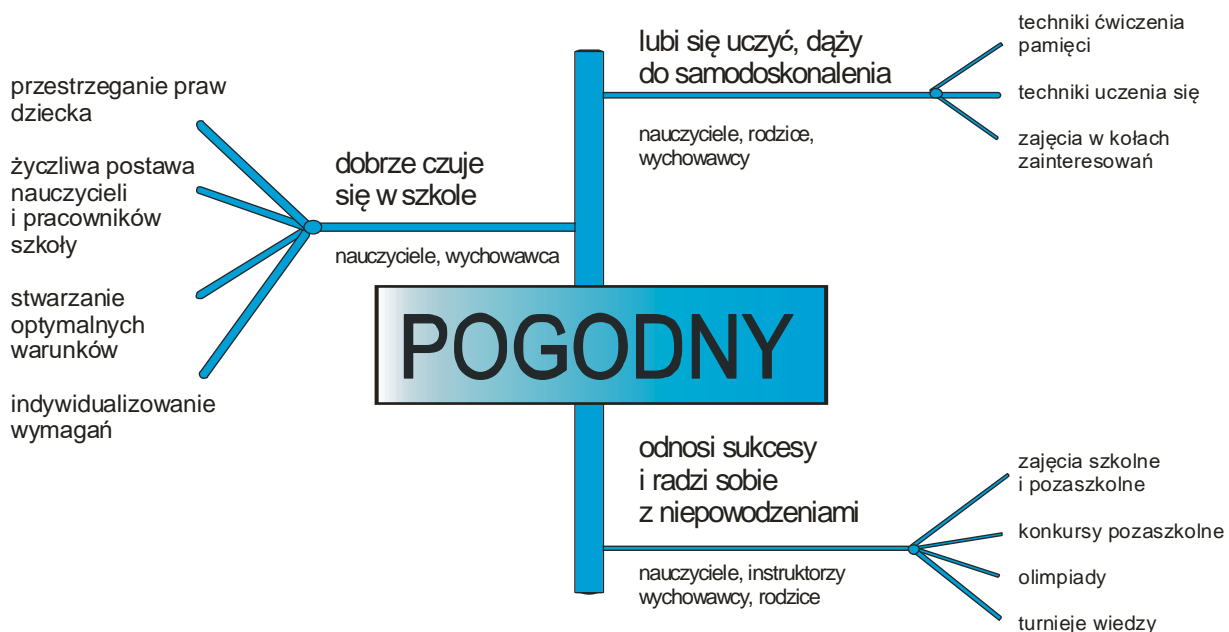 przestrzeganie praw
dziecka
życzliwa postawa
nauczycieli
i pracowników
szkoły
stwarzanie
optymalnych
warunków
indywidualizowanie
wymagań
dobrze czuje
się w szkole
nauczyciele, wychowawca
lubi się uczyć, dąży
do samodoskonalenia
nauczyciele, rodzice,
wychowawcy
techniki ćwiczenia
pamięci
techniki uczenia się
zajęcia w kołach
zainteresowań
POGODNY
odnosi sukcesy
i radzi sobie
z niepowodzeniami
nauczyciele, instruktorzy
wychowawcy, rodzice
zajęcia szkolne
i pozaszkolne
konkursy pozaszkolne
olimpiady
turnieje wiedzy